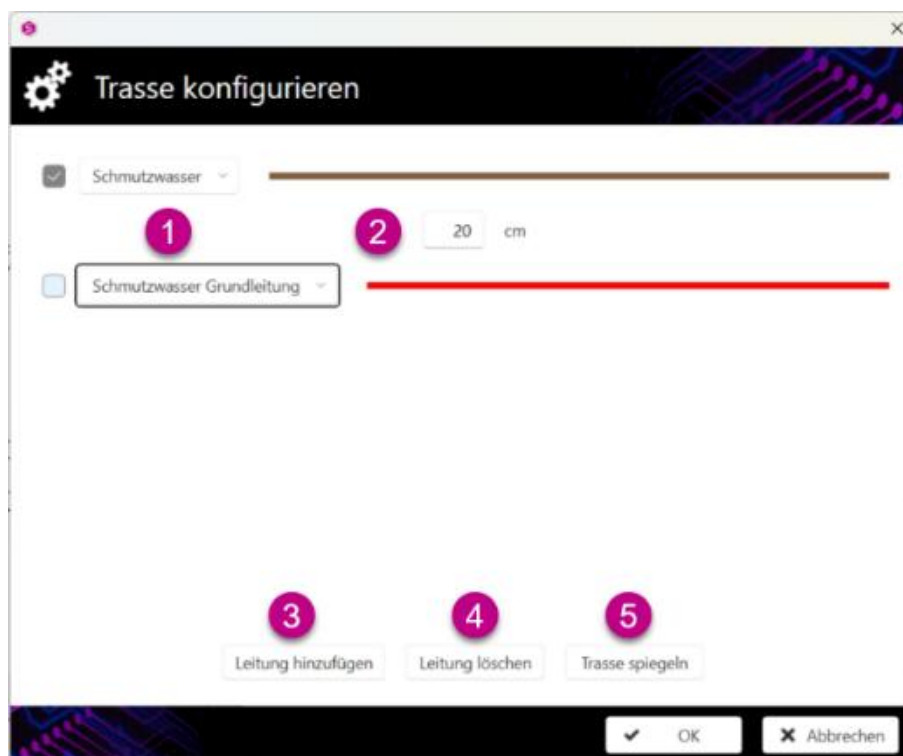 Trasse konfigurieren
Schmutzwasser
1 2 20 cm
Schmutzwasser Grundleitung
3 4 5
Leitung hinzufügen Leitung löschen Trasse spiegeln
OK Abbrechen